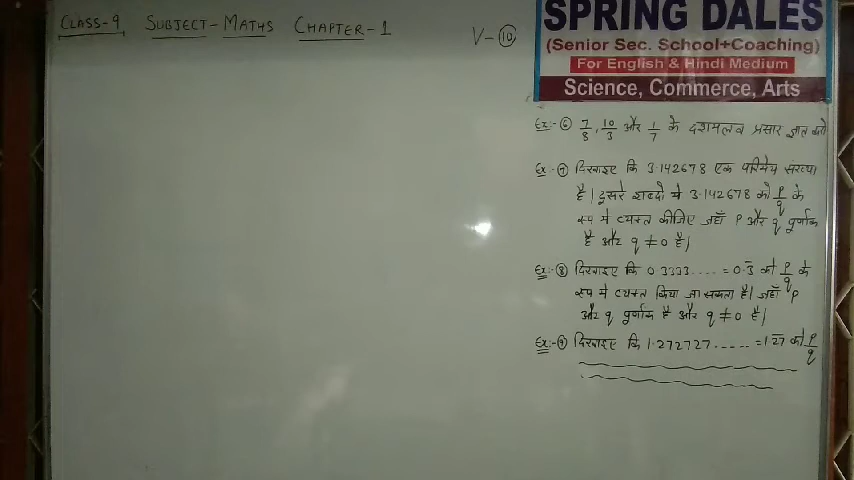 CLASS-9 SUBJECT-MATHS CHAPTER-1
V-10
SPRING DALES
(Senior Sec. School+Coaching)
For English & Hindi Medium
Science, Commerce, Arts
Ex:-6 7/8, 10/3 और 1/7 के दशमलव प्रसार ज्ञात करो
Ex:-7 दिखाइए कि 3.142678 एक परिमेय संख्या
है। दुसरे शब्दो मे 3.142678 को p/q के
रूप मे व्यक्त कीजिए जहाँ p और q पूर्णांक
है और q ≠ 0 है।
Ex:-8 दिखाइए कि 0.3333.... = 0.3̅ को p/q के
रूप मे व्यक्त किया जा सकता है। जहाँ p
और q पूर्णांक है और q ≠ 0 है।
Ex:-9 दिखाइए कि 1.272727..... = 1.2̅7̅ को p/q